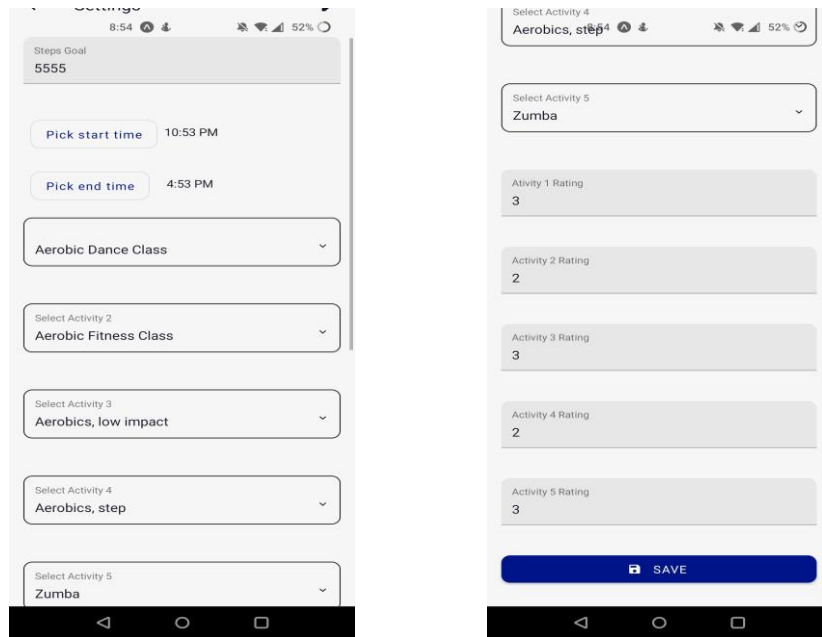 Settings
8:54 52%
Steps Goal
5555
Pick start time 10:53 PM
Pick end time 4:53 PM
Aerobic Dance Class
Select Activity 2
Aerobic Fitness Class
Select Activity 3
Aerobics, low impact
Select Activity 4
Aerobics, step
Select Activity 5
Zumba
Select Activity 4
8:54 52%
Aerobics, step
Select Activity 5
Zumba
Ativity 1 Rating
3
Activity 2 Rating
2
Activity 3 Rating
3
Activity 4 Rating
2
Activity 5 Rating
3
SAVE